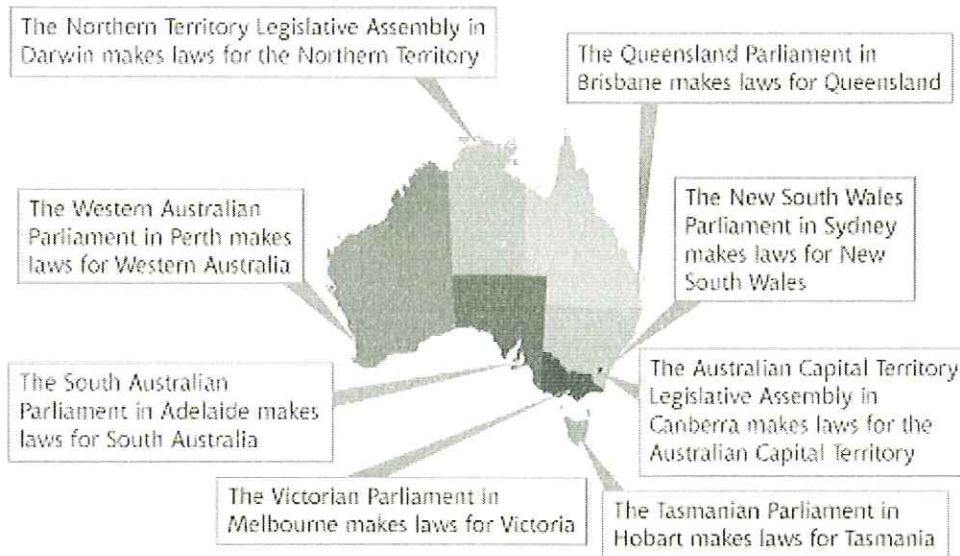 The Northern Territory Legislative Assembly in
Darwin makes laws for the Northern Territory
The Queensland Parliament in
Brisbane makes laws for Queensland
The Western Australian
Parliament in Perth makes
laws for Western Australia
The New South Wales
Parliament in Sydney
makes laws for New
South Wales
The South Australian
Parliament in Adelaide makes
laws for South Australia
The Australian Capital Territory
Legislative Assembly in
Canberra makes laws for the
Australian Capital Territory
The Victorian Parliament in
Melbourne makes laws for Victoria
The Tasmanian Parliament in
Hobart makes laws for Tasmania